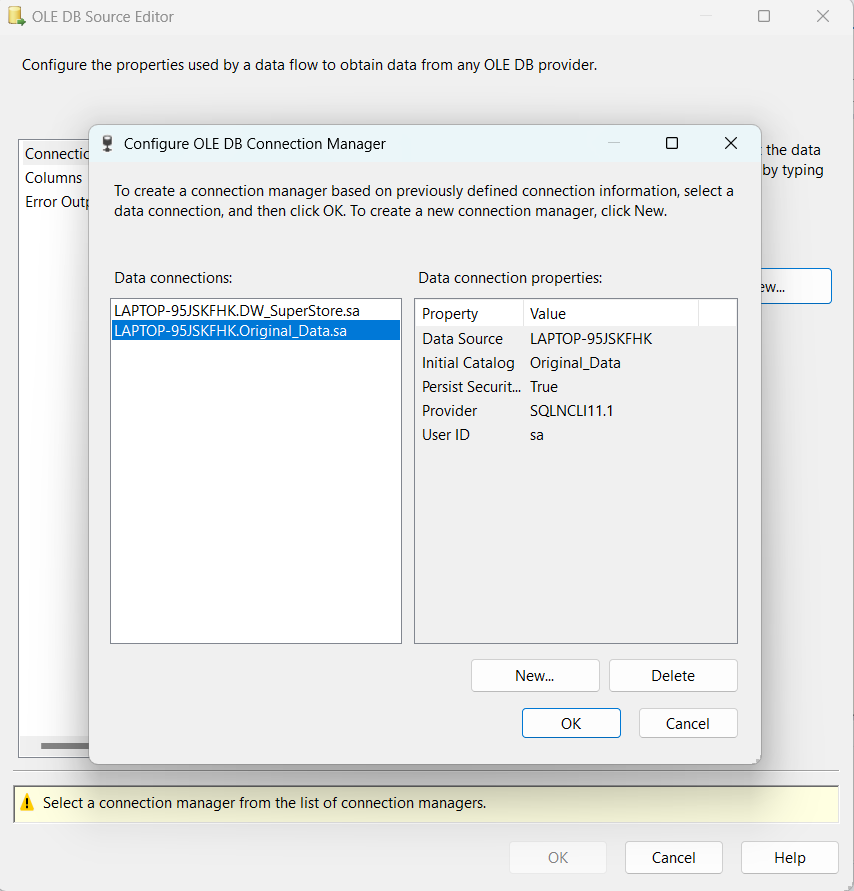 OLE DB Source Editor
Configure the properties used by a data flow to obtain data from any OLE DB provider.
Configure OLE DB Connection Manager
the data
by typing
Columns
To create a connection manager based on previously defined connection information, select a
data connection, and then click OK. To create a new connection manager, click New.
Data connections:
Data connection properties:
LAPTOP-95JSKFHK.DW_SuperStore.sa
LAPTOP-95JSKFHK.Original_Data.sa
Property Value
Data Source LAPTOP-95JSKFHK
Initial Catalog Original_Data
Persist Securit... True
Provider SQLNCLI11.1
User ID sa
New...
Delete
OK
Cancel
Select a connection manager from the list of connection managers.
OK
Cancel
Help